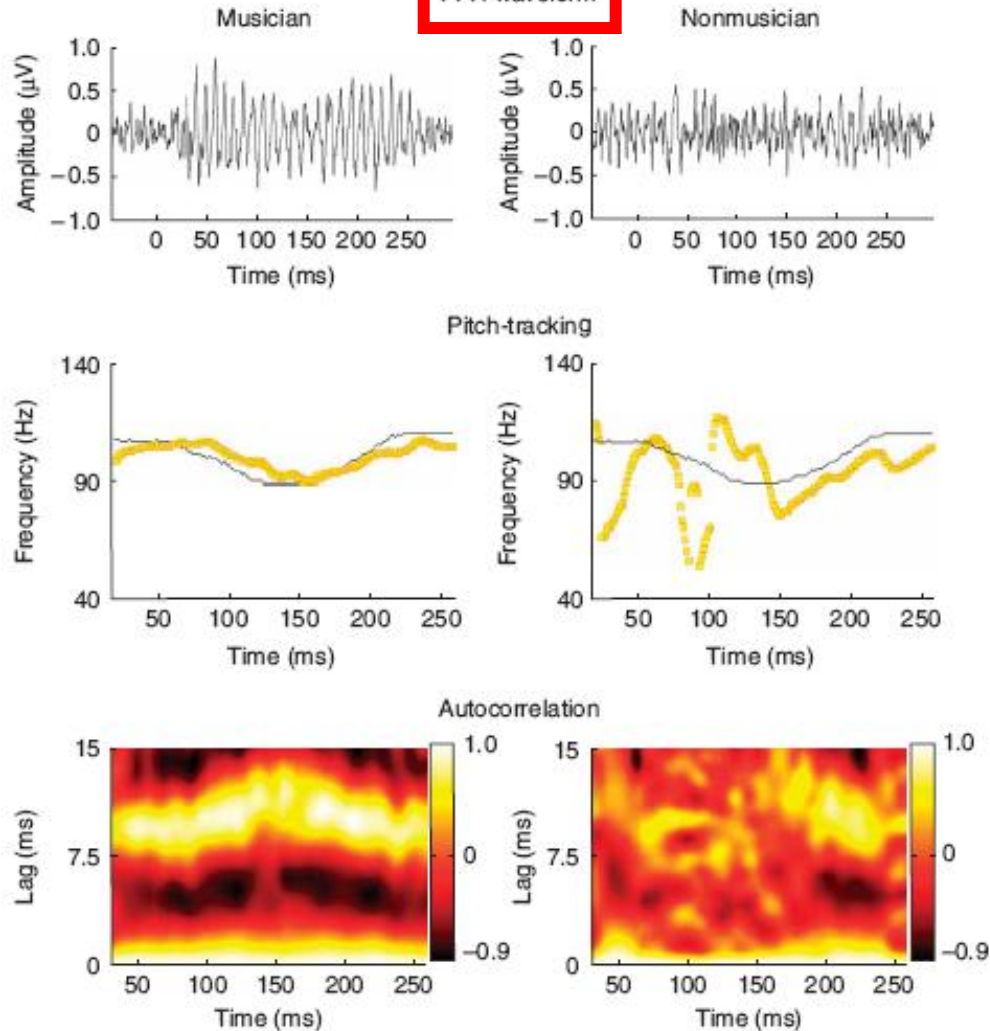 Musician
Nonmusician
1.0
0.5
0
−0.5
−1.0
Amplitude (µV)
0 50 100 150 200 250
Time (ms)
1.0
0.5
0
−0.5
−1.0
Amplitude (µV)
0 50 100 150 200 250
Time (ms)
Pitch-tracking
140
90
40
Frequency (Hz)
50 100 150 200 250
Time (ms)
140
90
40
Frequency (Hz)
50 100 150 200 250
Time (ms)
Autocorrelation
15
7.5
0
Lag (ms)
50 100 150 200 250
Time (ms)
1.0
0
−0.9
15
7.5
0
Lag (ms)
50 100 150 200 250
Time (ms)
1.0
0
−0.9